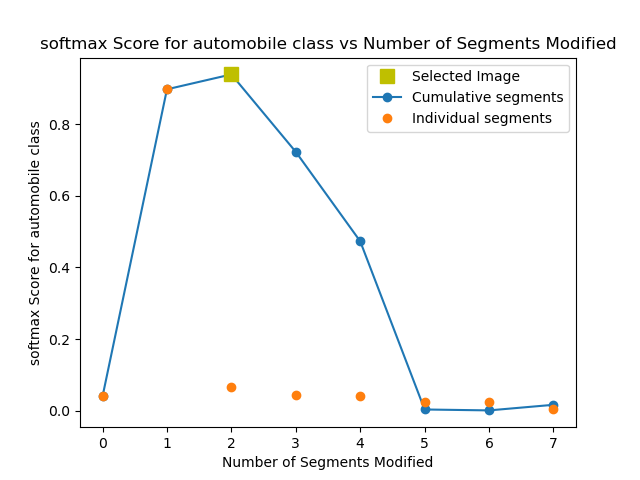 softmax Score for automobile class vs Number of Segments Modified
Selected Image
Cumulative segments
Individual segments
softmax Score for automobile class
0.8
0.6
0.4
0.2
0.0
0 1 2 3 4 5 6 7
Number of Segments Modified